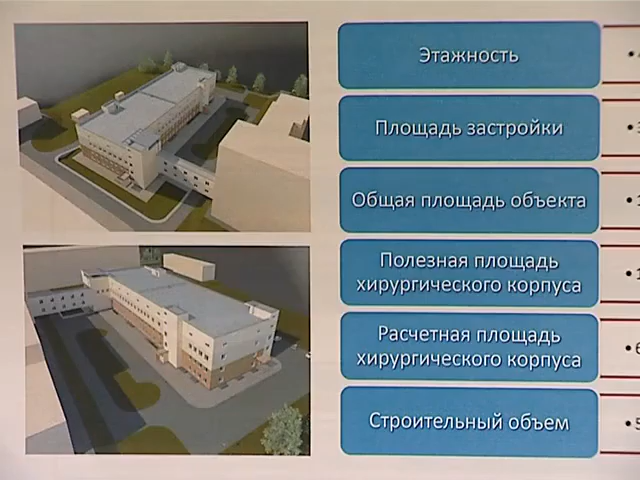 Этажность
Площадь застройки
Общая площадь объекта
Полезная площадь
хирургического корпуса
Расчетная площадь
хирургического корпуса
Строительный объем